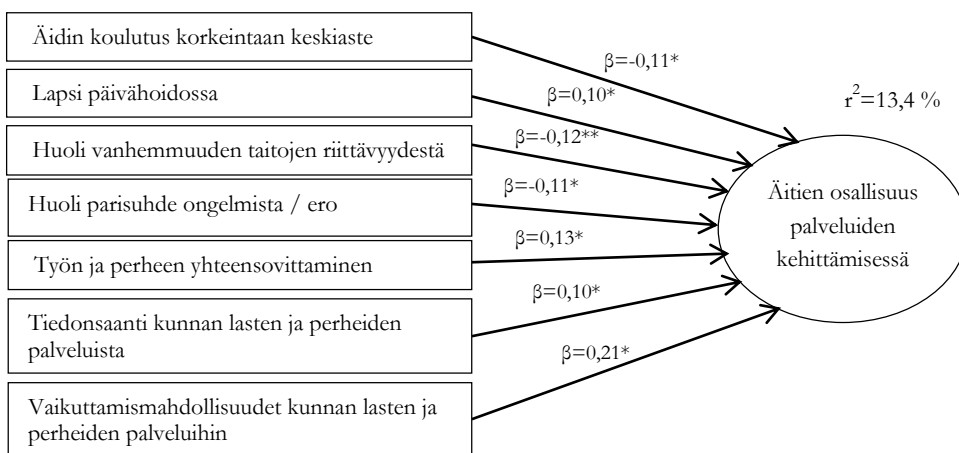 Äidin koulutus korkeintaan keskiaste
β=-0,11*
Lapsi päivähoidossa
β=0,10*
r²=13,4 %
Huoli vanhemmuuden taitojen riittävyydestä
β=-0,12**
Huoli parisuhde ongelmista / ero
β=-0,11*
Äitien osallisuus
palveluiden
kehittämisessä
Työn ja perheen yhteensovittaminen
β=0,13*
Tiedonsaanti kunnan lasten ja perheiden
palveluista
β=0,10*
Vaikuttamismahdollisuudet kunnan lasten ja
perheiden palveluihin
β=0,21*